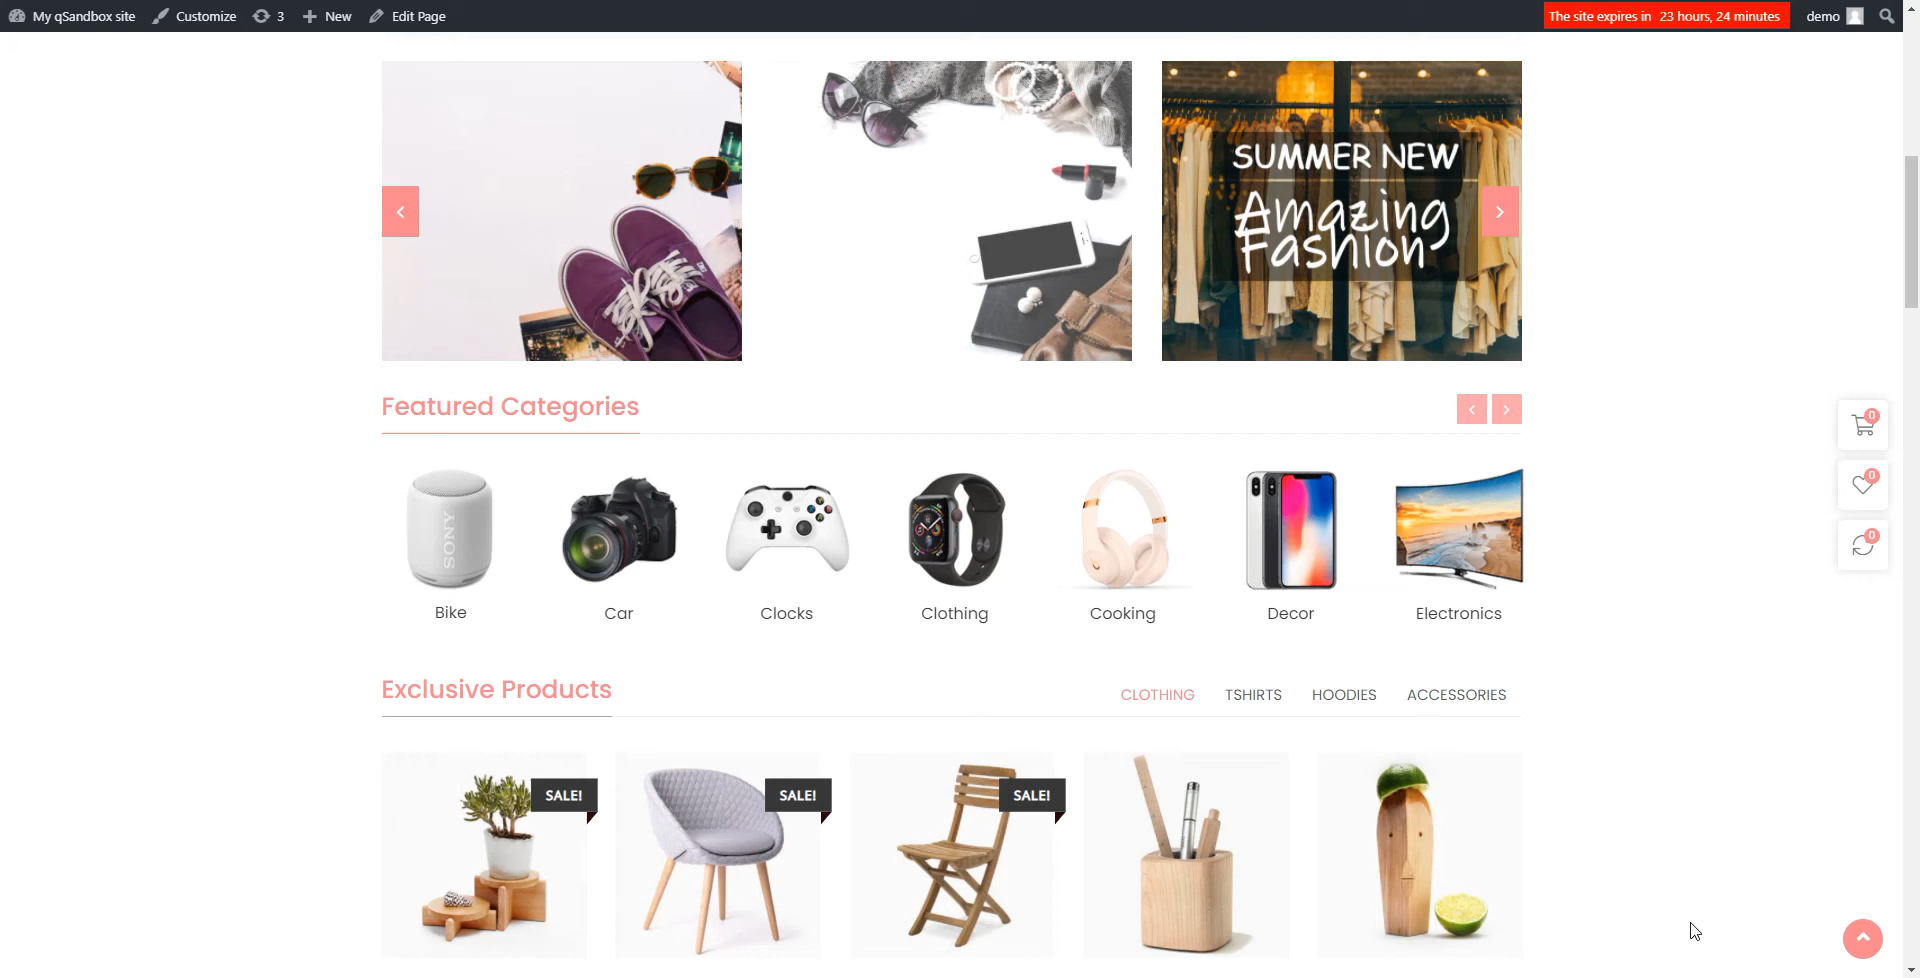 My qSandbox site Customize 3 New Edit Page The site expires in 23 hours, 24 minutes demo
SUMMER NEW
Amazing
Fashion
Featured Categories
0
0
0
SONY
Bike Car Clocks Clothing Cooking Decor Electronics
Exclusive Products CLOTHING TSHIRTS HOODIES ACCESSORIES
SALE! SALE! SALE!